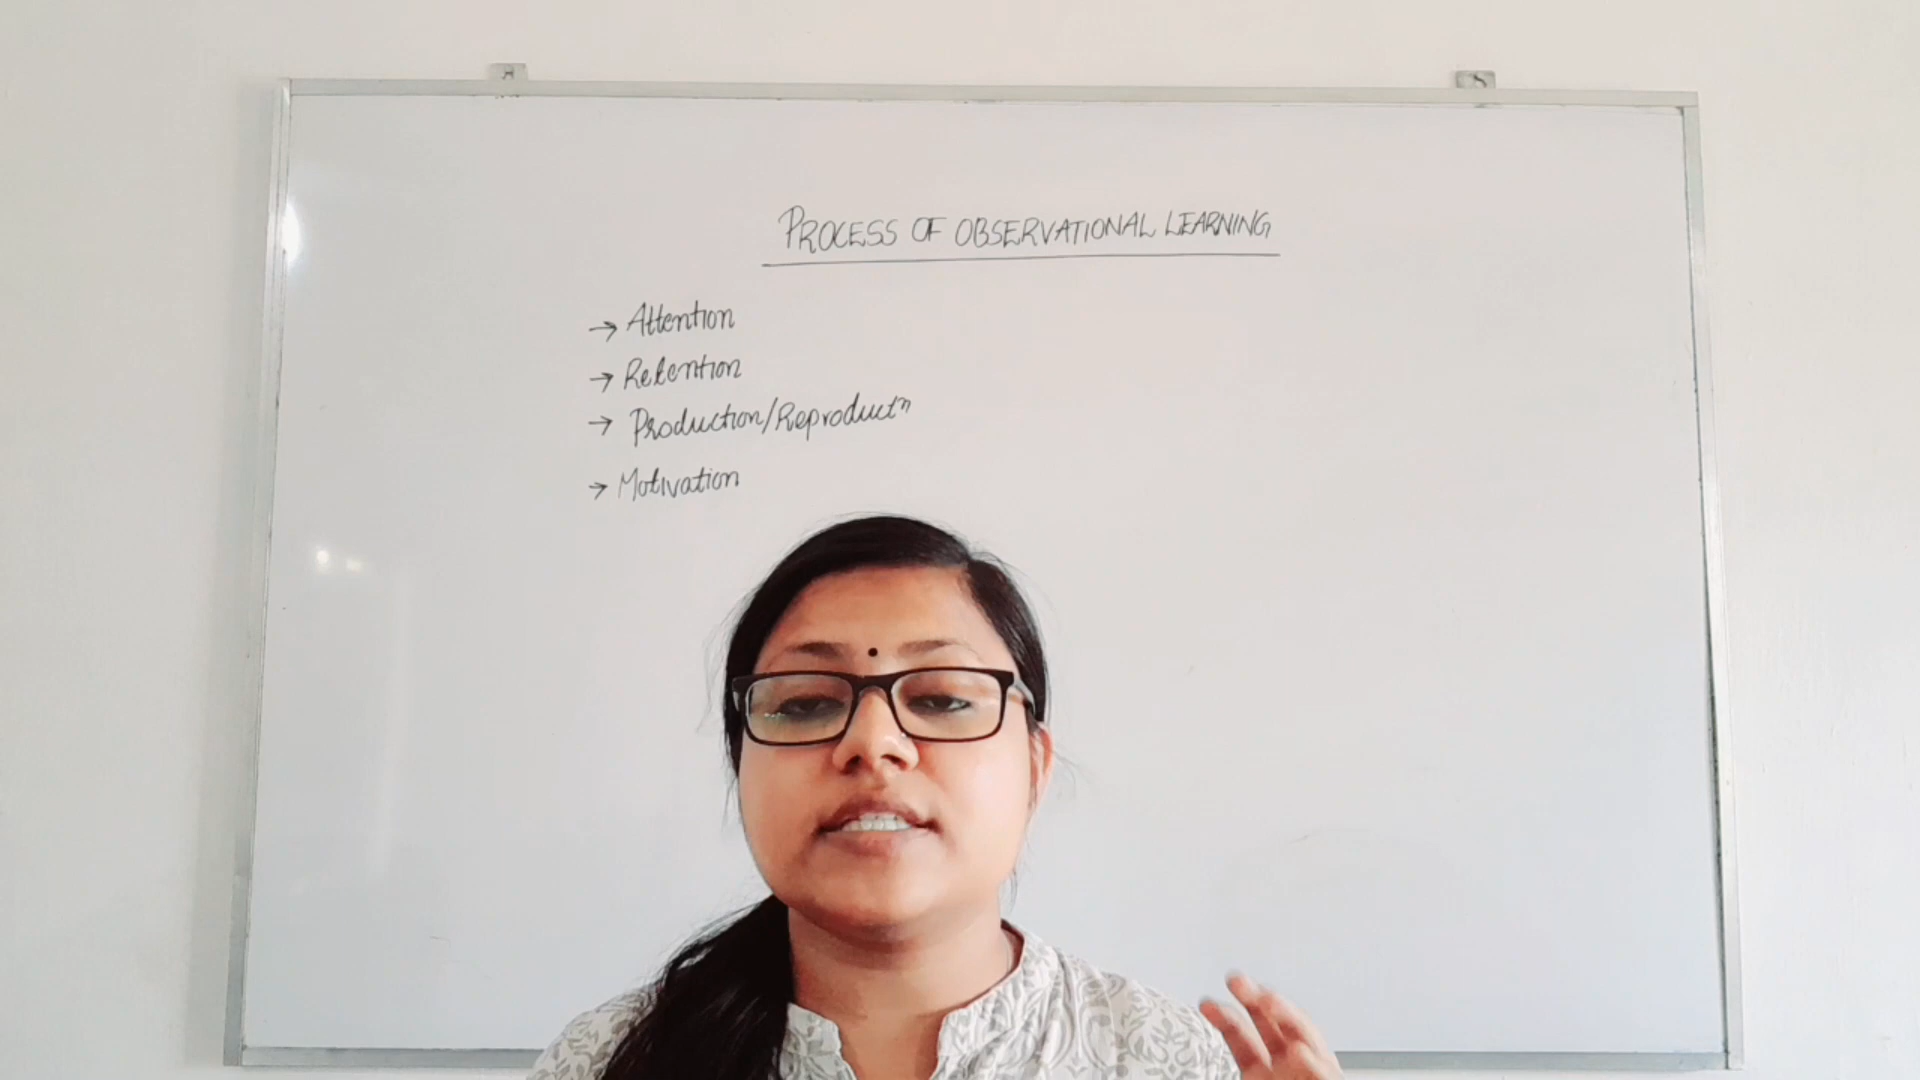 PROCESS OF OBSERVATIONAL LEARNING
→ Attention
→ Retention
→ Production/Reproductn
→ Motivation